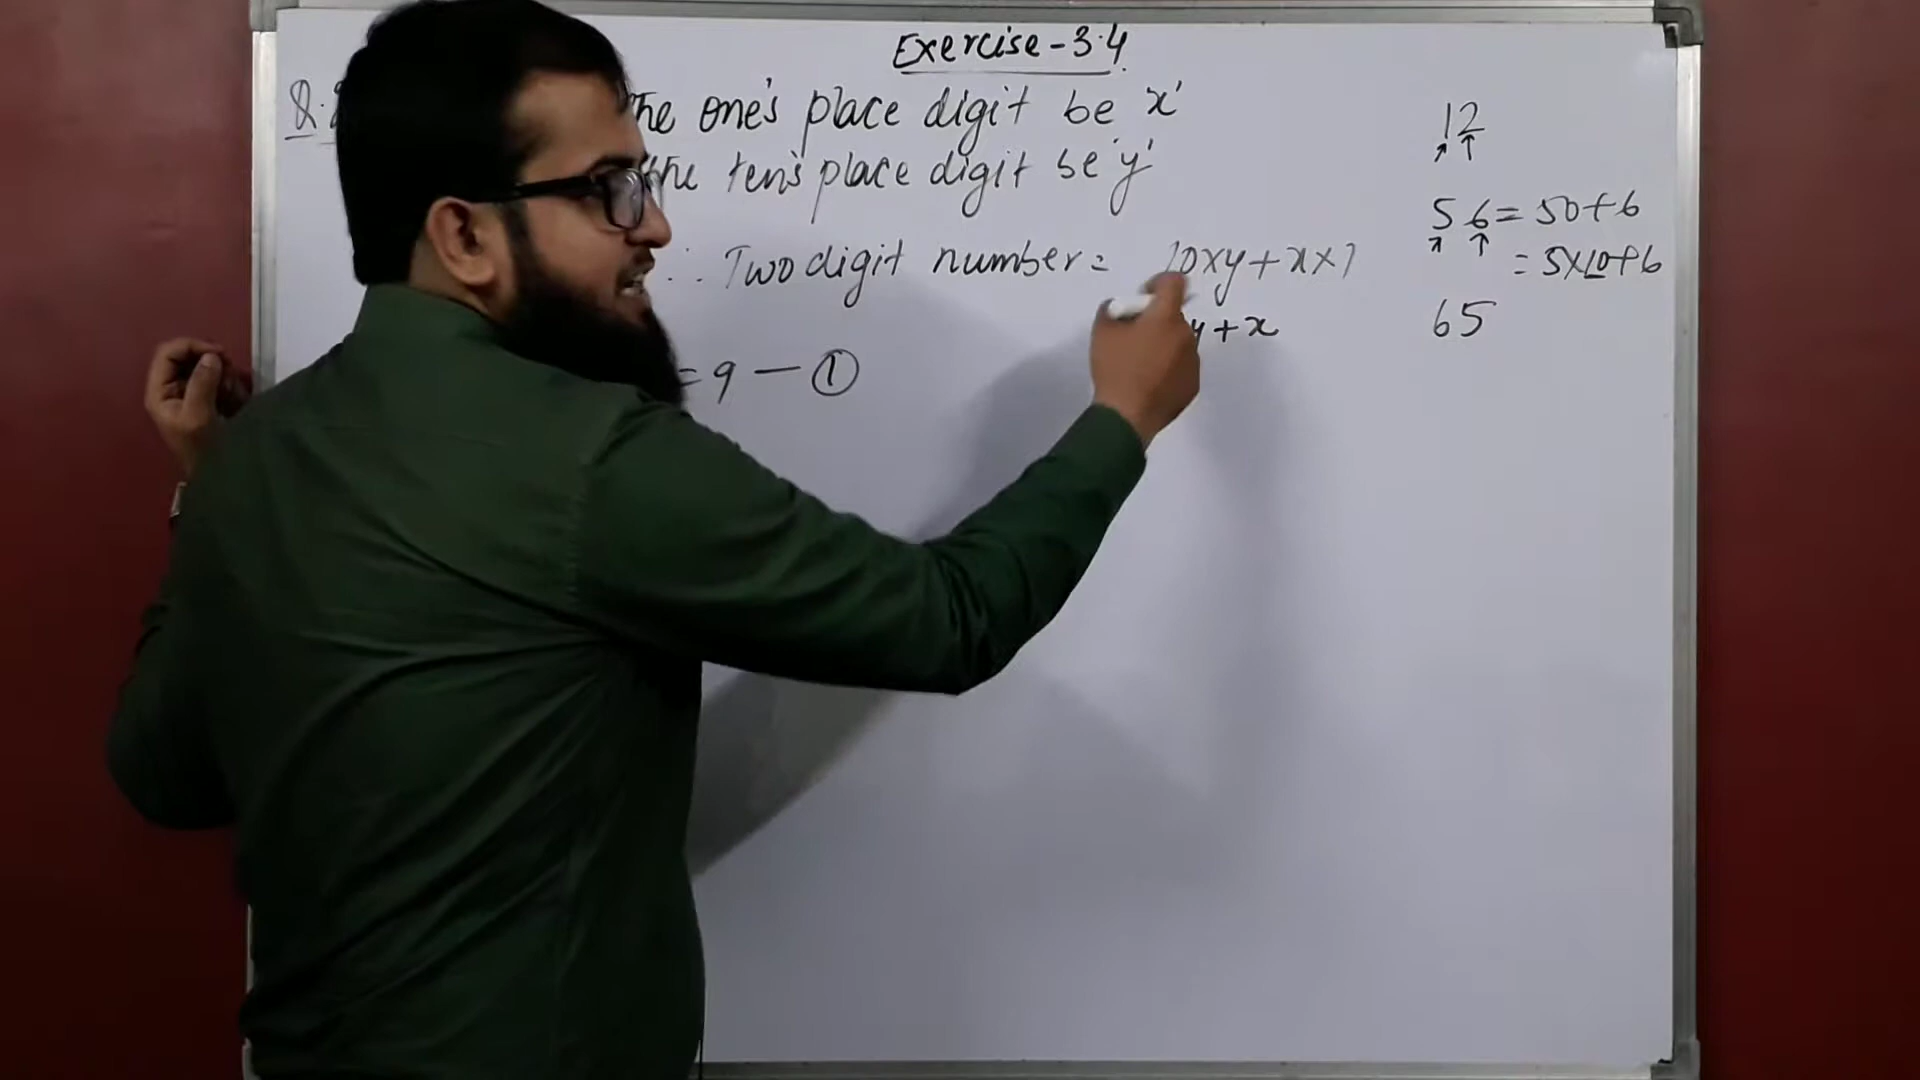 Exercise-3.4
Q. The one's place digit be 'x'
the ten's place digit be 'y'
∴ Two digit number = 10xy+x×1
y+x
=9 — ①
12
56=50+6
=5×10+6
65